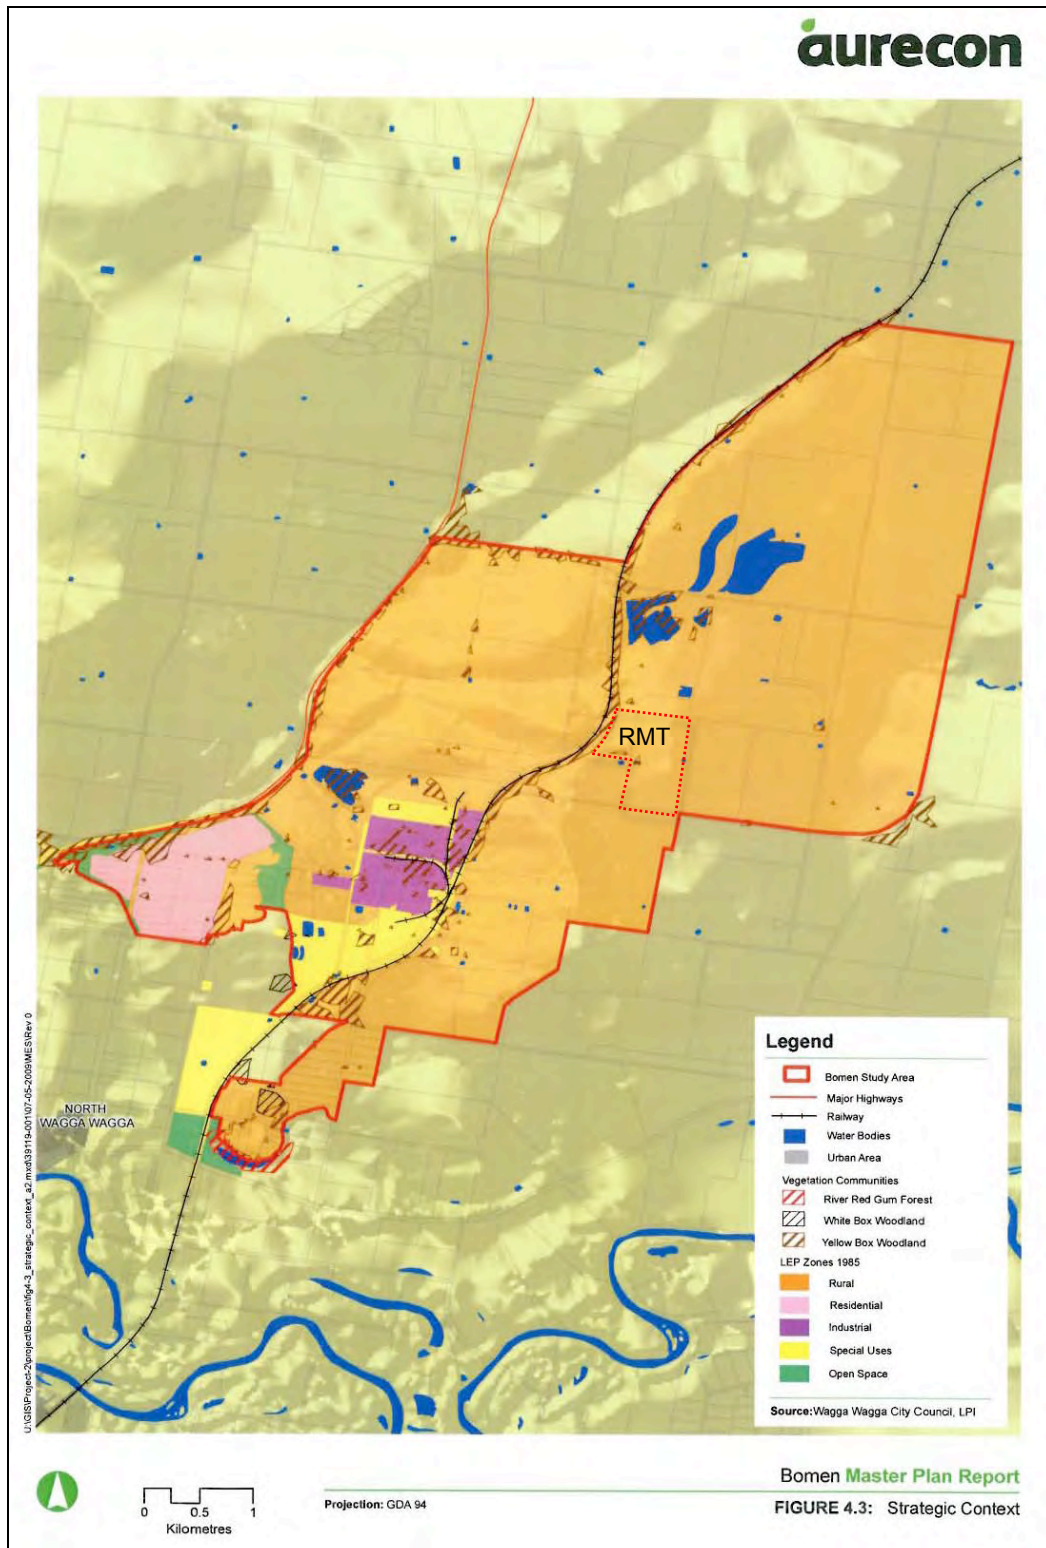 aurecon
RMT
NORTH
WAGGA WAGGA
Legend
Bomen Study Area
Major Highways
Railway
Water Bodies
Urban Area
Vegetation Communities
River Red Gum Forest
White Box Woodland
Yellow Box Woodland
LEP Zones 1985
Rural
Residential
Industrial
Special Uses
Open Space
Source:Wagga Wagga City Council, LPI
Bomen Master Plan Report
FIGURE 4.3: Strategic Context
Projection: GDA 94
0 0.5 1
Kilometres